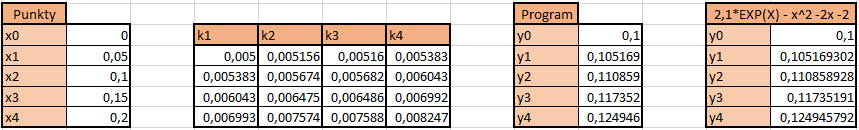 Punkty Program 2,1*EXP(X) - x^2 -2x -2
x0 0 k1 k2 k3 k4 y0 0,1 y0 0,1
x1 0,05 0,005 0,005156 0,00516 0,005383 y1 0,105169 y1 0,105169302
x2 0,1 0,005383 0,005674 0,005682 0,006043 y2 0,110859 y2 0,110858928
x3 0,15 0,006043 0,006475 0,006486 0,006992 y3 0,117352 y3 0,11735191
x4 0,2 0,006993 0,007574 0,007588 0,008247 y4 0,124946 y4 0,124945792